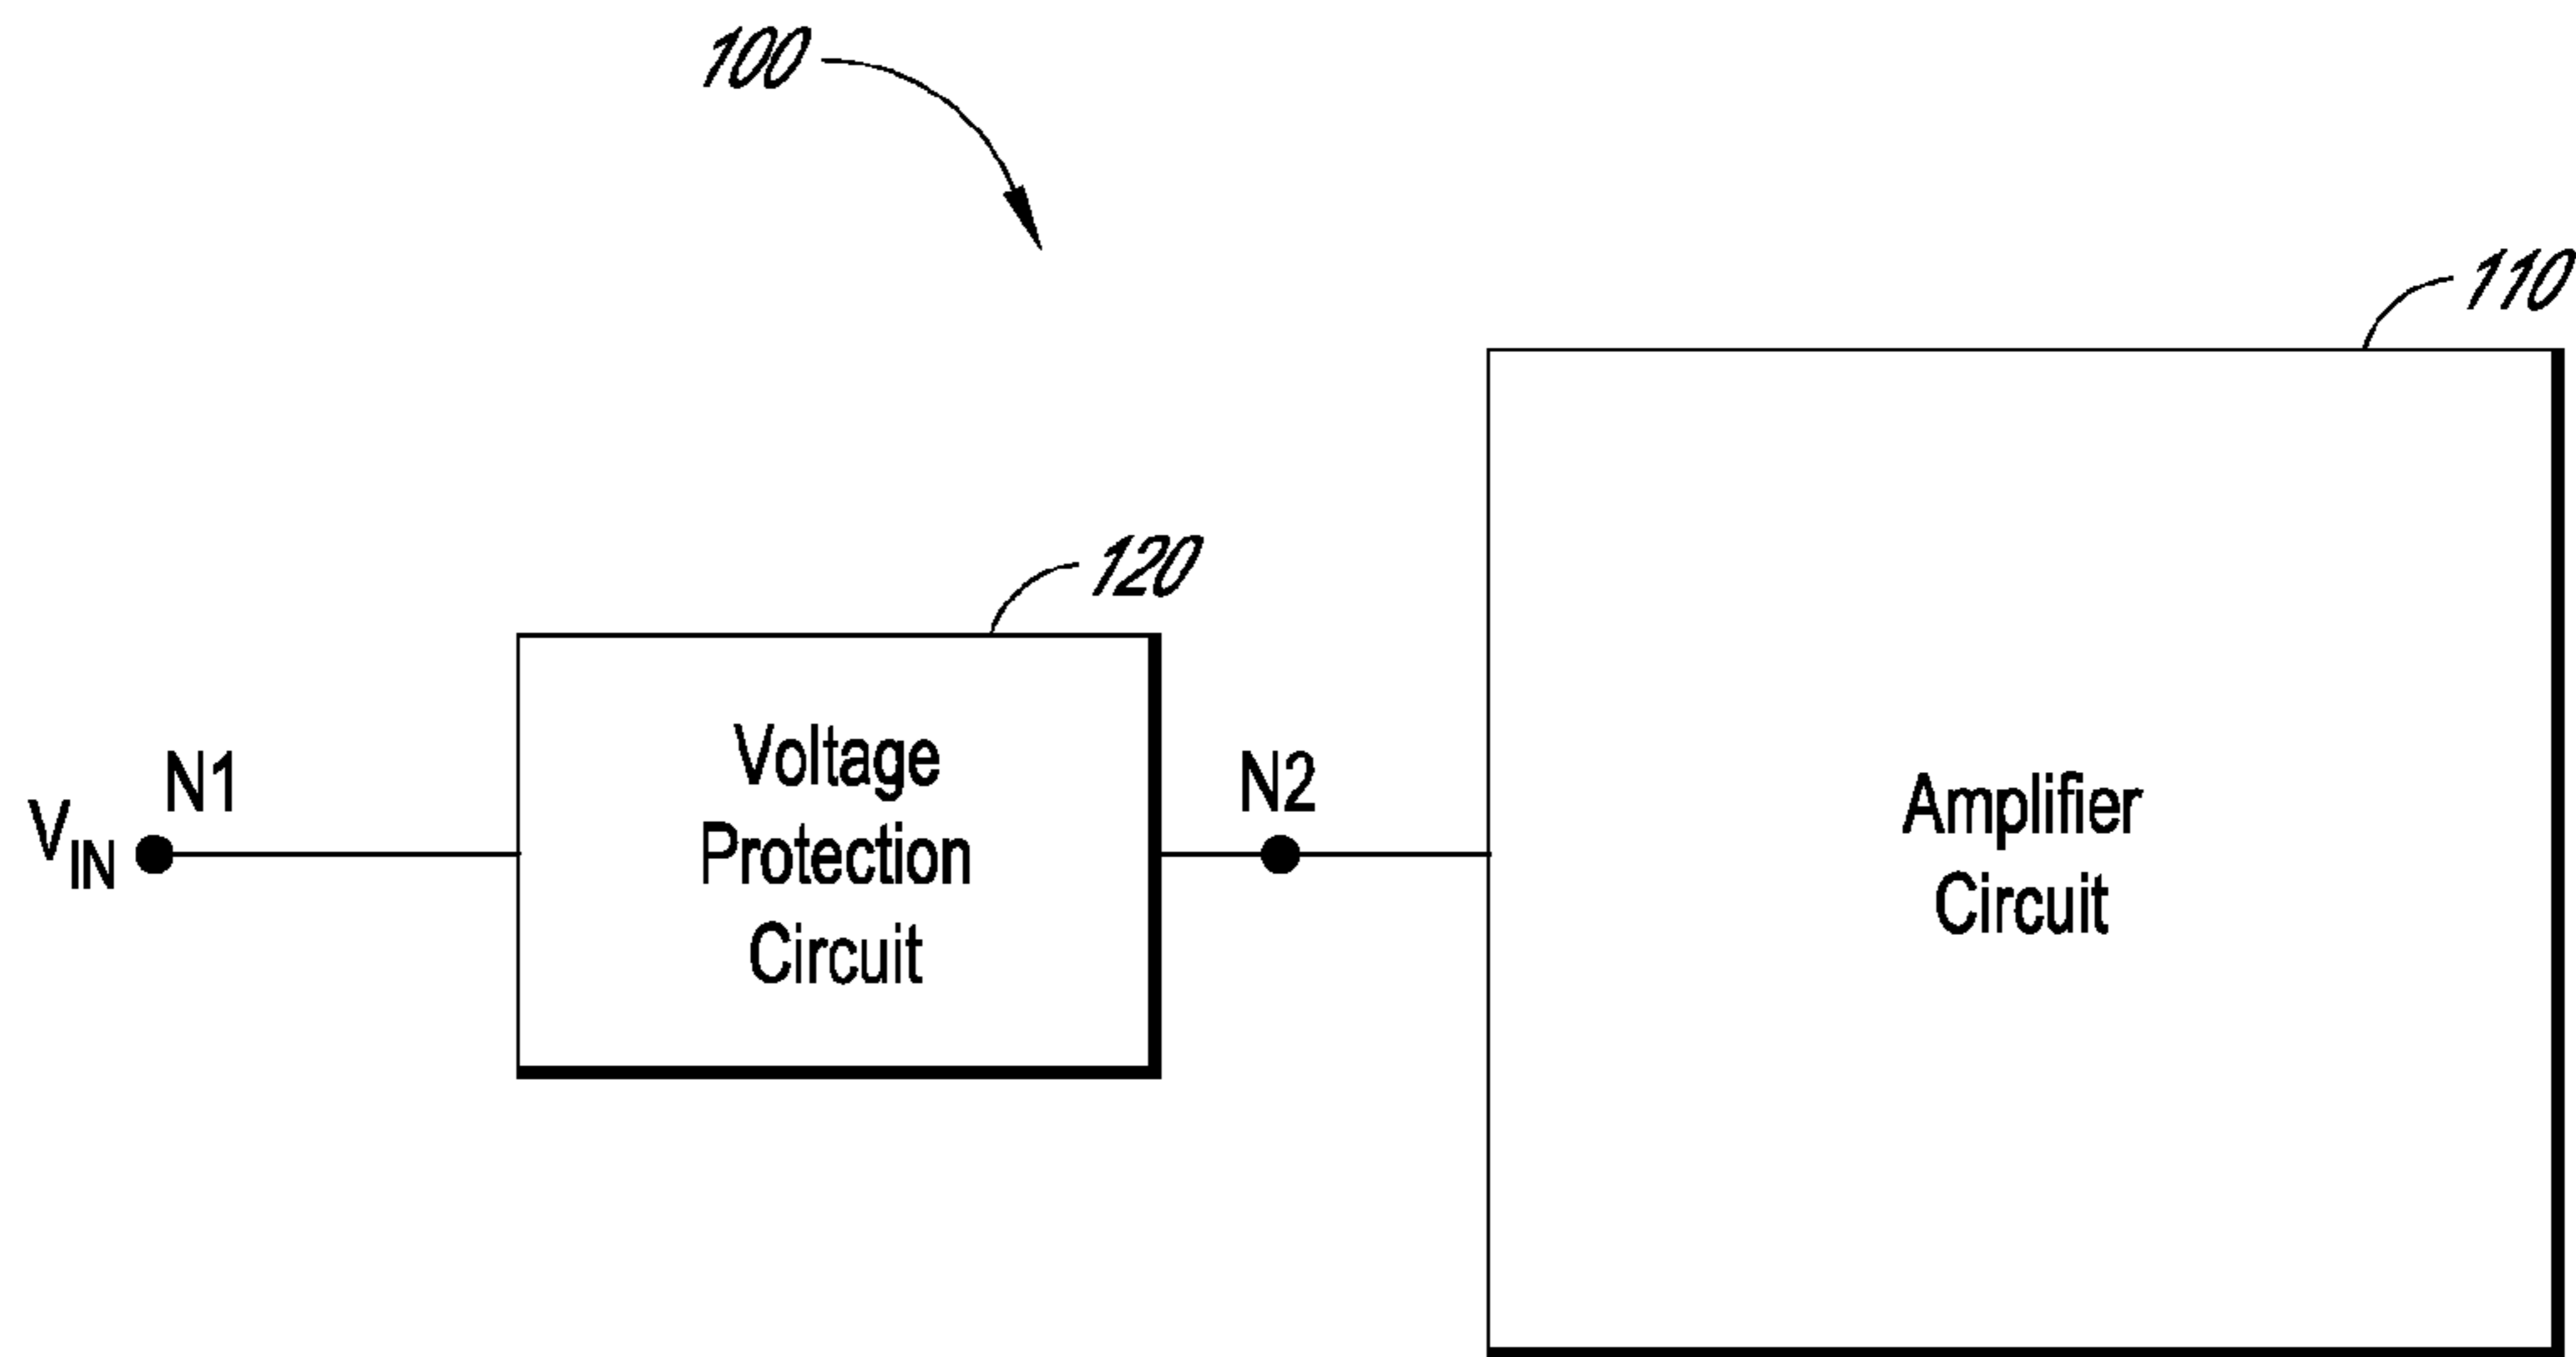 100
110
120
Voltage
Protection
Circuit
N1
V_IN
N2
Amplifier
Circuit